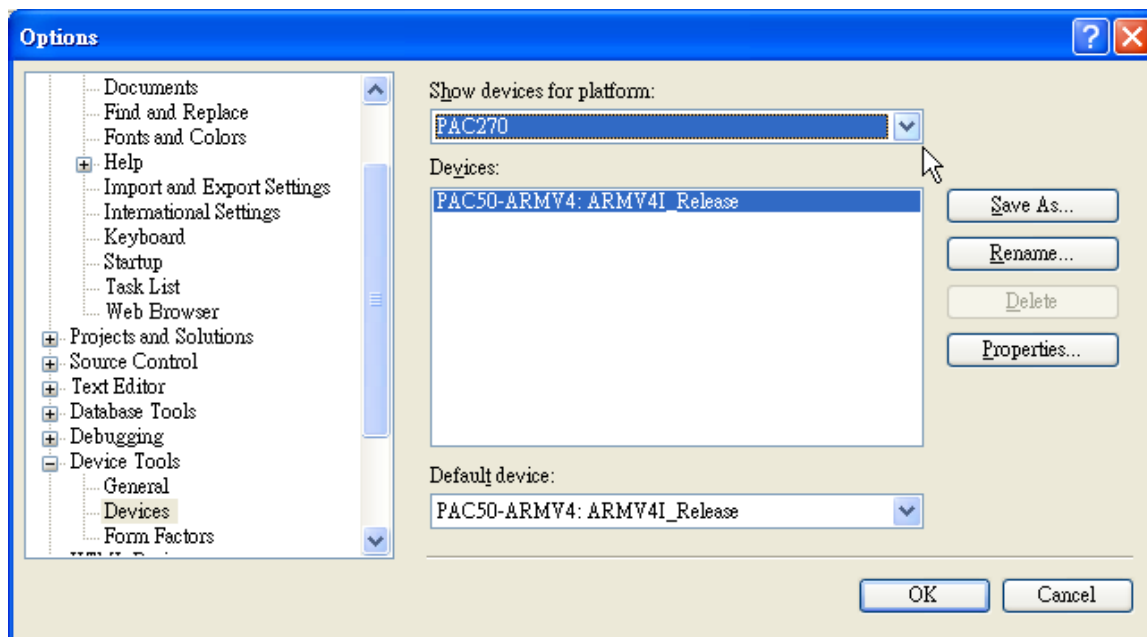 Options
Documents
Find and Replace
Fonts and Colors
Help
Import and Export Settings
International Settings
Keyboard
Startup
Task List
Web Browser
Projects and Solutions
Source Control
Text Editor
Database Tools
Debugging
Device Tools
General
Devices
Form Factors
Show devices for platform:
PAC270
Devices:
PAC50-ARMV4: ARMV4I_Release
Save As...
Rename...
Delete
Properties...
Default device:
PAC50-ARMV4: ARMV4I_Release
OK
Cancel